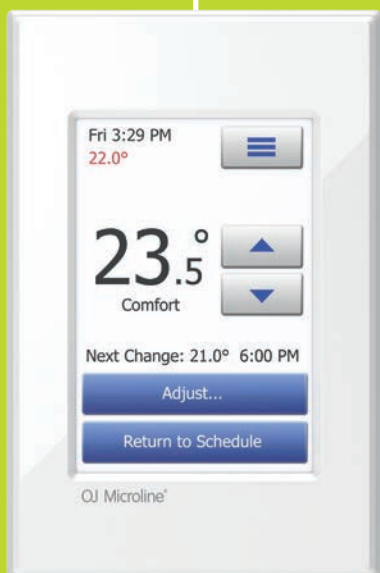 Fri 3:29 PM
22.0°
23.5°
Comfort
Next Change: 21.0° 6:00 PM
Adjust...
Return to Schedule
OJ Microline®